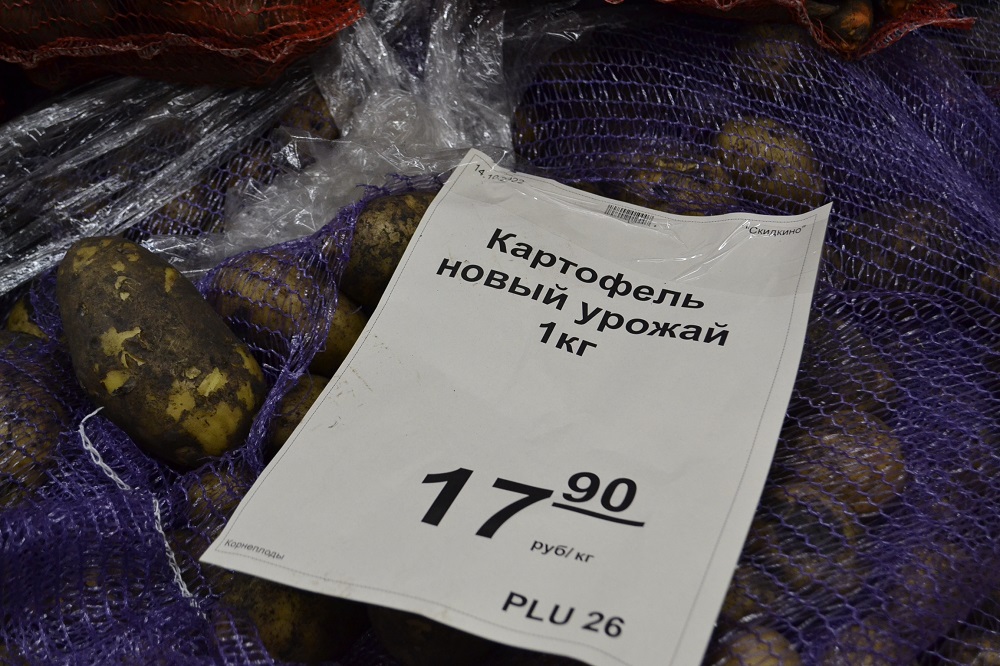 "Скидкино"
Картофель
новый урожай
1кг
17 90
руб/кг
Корнеплоды
PLU 26